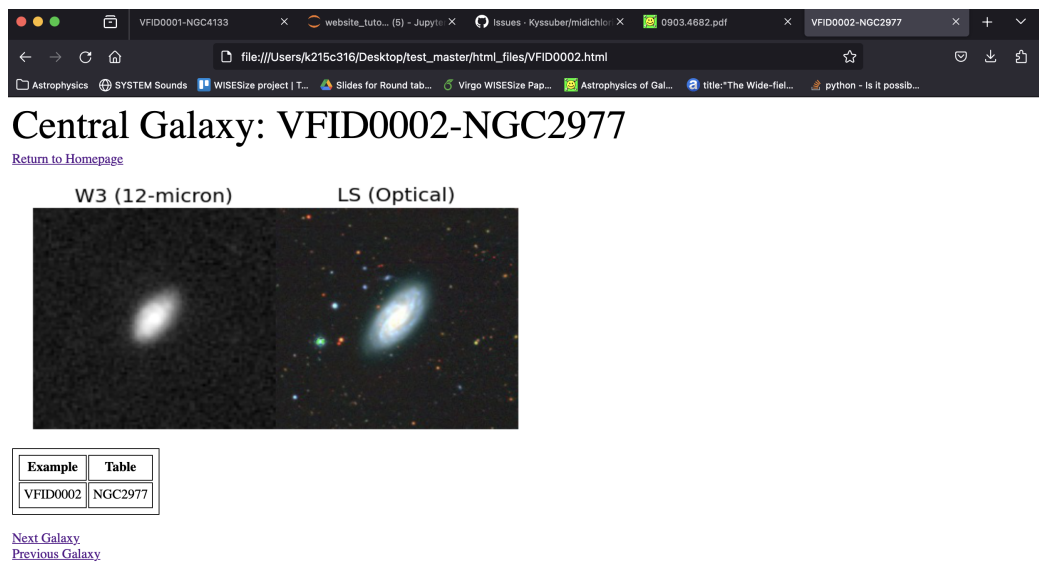 VFID0001-NGC4133
website_tuto... (5) - Jupyter
Issues · Kyssuber/midichlori
0903.4682.pdf
VFID0002-NGC2977
file:///Users/k215c316/Desktop/test_master/html_files/VFID0002.html
Astrophysics
SYSTEM Sounds
WISESize project | T...
Slides for Round tab...
Virgo WISESize Pap...
Astrophysics of Gal...
title:"The Wide-fiel...
python - Is it possib...
Central Galaxy: VFID0002-NGC2977
Return to Homepage
W3 (12-micron)
LS (Optical)
Example Table
VFID0002 NGC2977
Next Galaxy
Previous Galaxy